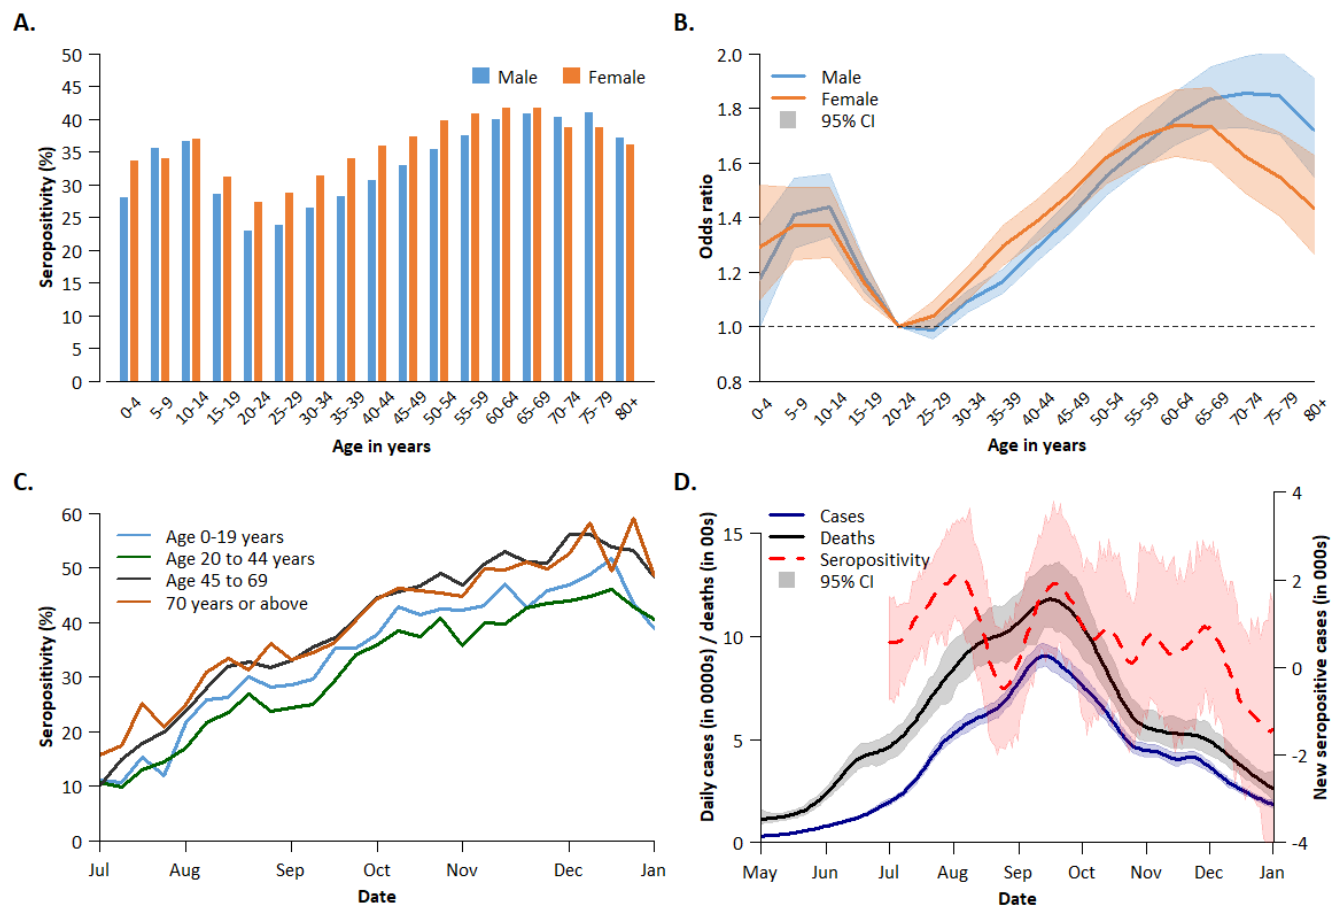 A.
50
45
40
35
30
25
20
15
10
5
0
Seropositivity (%)
Male
Female
0-4
5-9
10-14
15-19
20-24
25-29
30-34
35-39
40-44
45-49
50-54
55-59
60-64
65-69
70-74
75-79
80+
Age in years
B.
2.0
1.8
1.6
1.4
1.2
1.0
0.8
Odds ratio
Male
Female
95% CI
0-4
5-9
10-14
15-19
20-24
25-29
30-34
35-39
40-44
45-49
50-54
55-59
60-64
65-69
70-74
75-79
80+
Age in years
C.
60
50
40
30
20
10
0
Seropositivity (%)
Age 0-19 years
Age 20 to 44 years
Age 45 to 69
70 years or above
Jul
Aug
Sep
Oct
Nov
Dec
Jan
Date
D.
15
10
5
0
Daily cases (in 0000s) / deaths (in 00s)
Cases
Deaths
Seropositivity
95% CI
4
2
0
-2
-4
New seropositive cases (in 000s)
May
Jun
Jul
Aug
Sep
Oct
Nov
Dec
Jan
Date